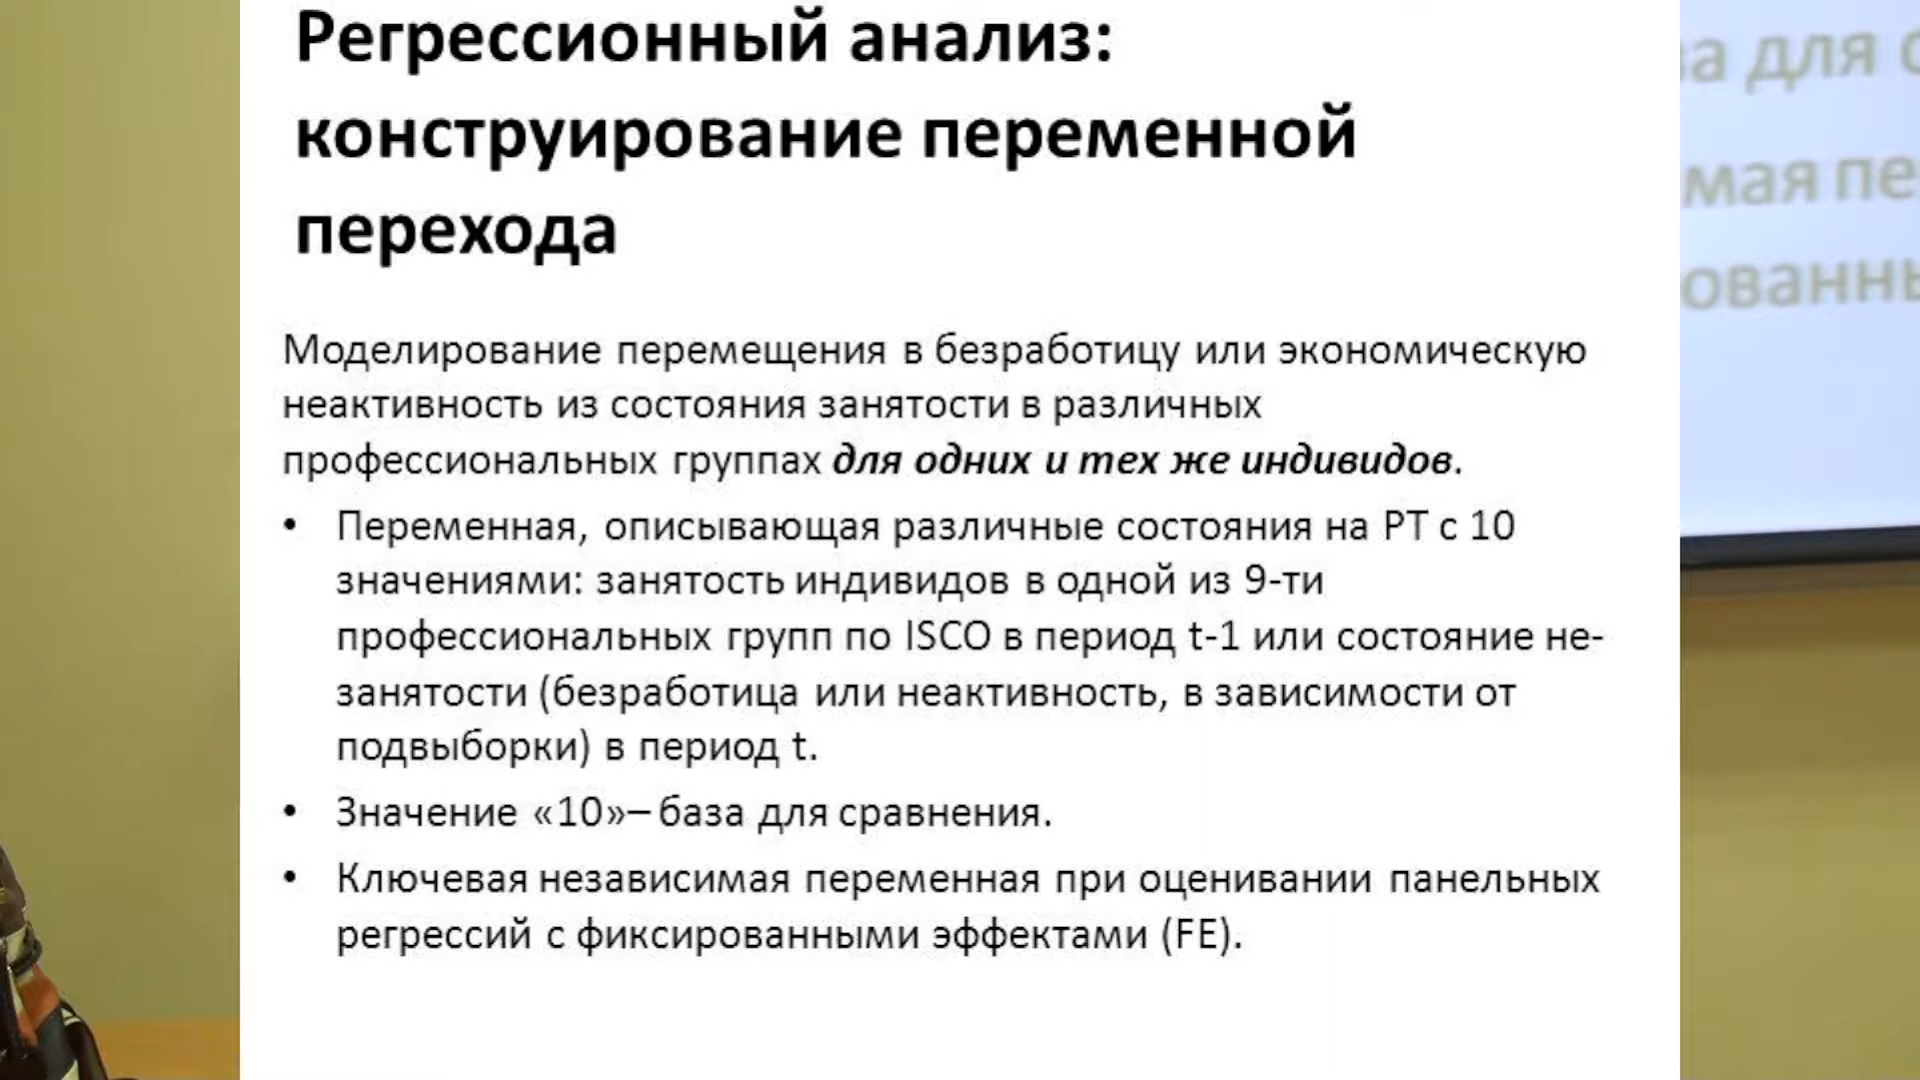 Регрессионный анализ:
конструирование переменной
перехода
Моделирование перемещения в безработицу или экономическую
неактивность из состояния занятости в различных
профессиональных группах для одних и тех же индивидов.
• Переменная, описывающая различные состояния на РТ с 10
значениями: занятость индивидов в одной из 9-ти
профессиональных групп по ISCO в период t-1 или состояние не-
занятости (безработица или неактивность, в зависимости от
подвыборки) в период t.
• Значение «10»– база для сравнения.
• Ключевая независимая переменная при оценивании панельных
регрессий с фиксированными эффектами (FE).
для